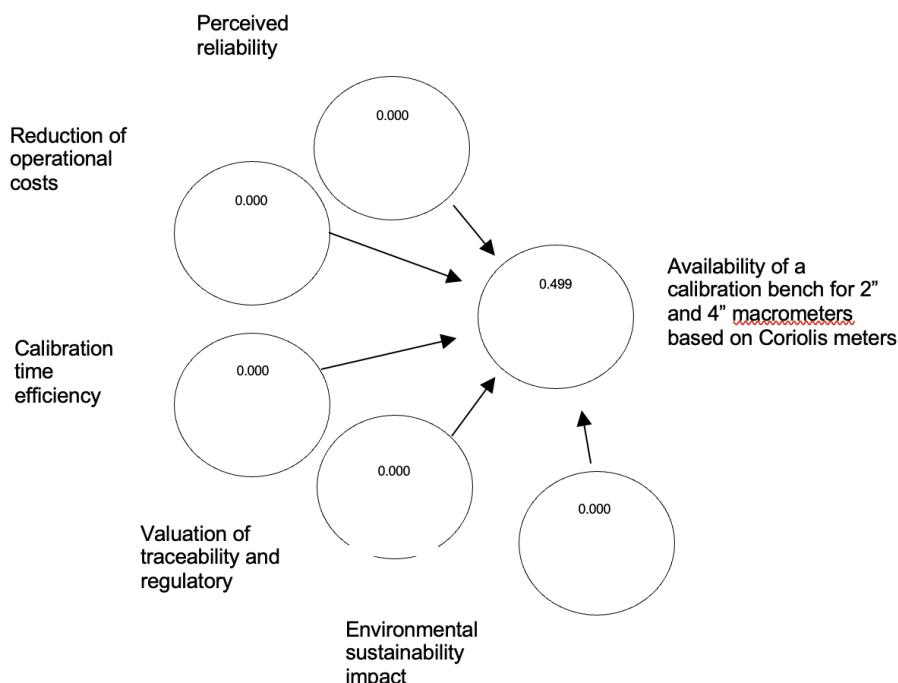 Perceived
reliability
0.000
Reduction of
operational
costs
0.000
0.499
Availability of a
calibration bench for 2”
and 4” macrometers
based on Coriolis meters
Calibration
time
efficiency
0.000
0.000
0.000
Valuation of
traceability and
regulatory
Environmental
sustainability
impact